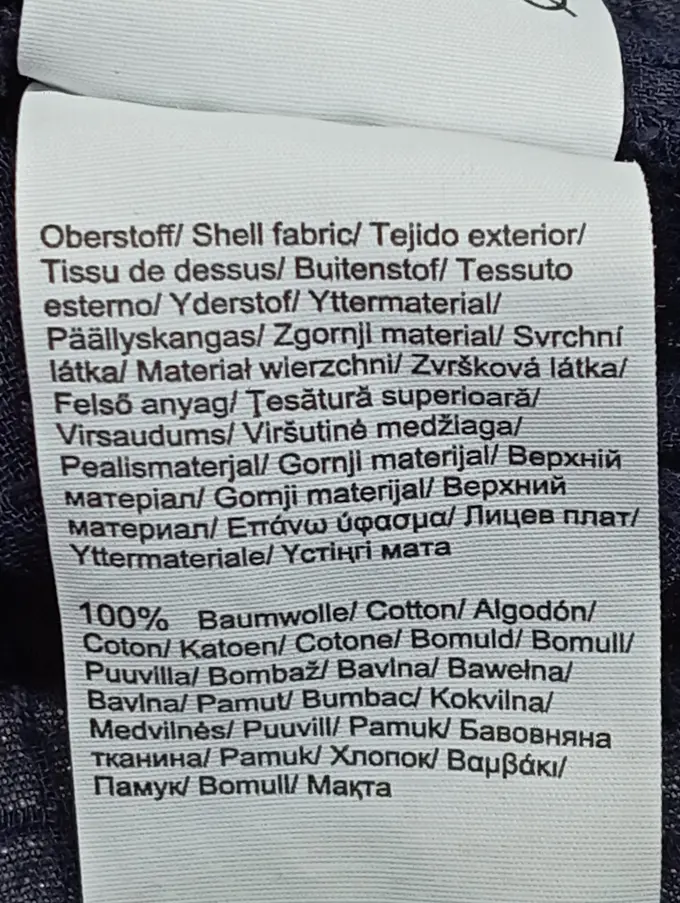 Oberstoff/ Shell fabric/ Tejido exterior/
Tissu de dessus/ Buitenstof/ Tessuto
esterno/ Yderstof/ Yttermaterial/
Päällyskangas/ Zgornji material/ Svrchní
látka/ Materiał wierzchni/ Zvršková látka/
Felső anyag/ Ţesătură superioară/
Virsaudums/ Viršutinė medžiaga/
Pealismaterjal/ Gornji materijal/ Верхній
матеріал/ Gornji materijal/ Верхний
материал/ Επάνω ύφασμα/ Лицев плат/
Yttermateriale/ Үстіңгі мата
100% Baumwolle/ Cotton/ Algodón/
Coton/ Katoen/ Cotone/ Bomuld/ Bomull/
Puuvilla/ Bombaž/ Bavlna/ Bawełna/
Bavlna/ Pamut/ Bumbac/ Kokvilna/
Medvilnės/ Puuvill/ Pamuk/ Бавовняна
тканина/ Pamuk/ Хлопок/ Βαμβάκι/
Памук/ Bomull/ Мақта